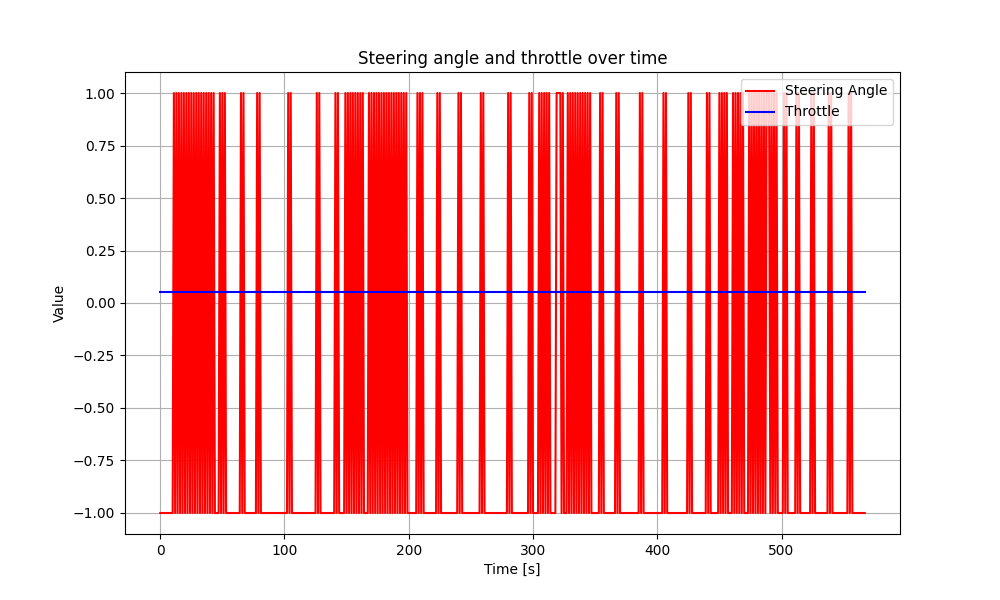 Steering angle and throttle over time
Steering Angle
Throttle
1.00
0.75
0.50
0.25
0.00
−0.25
−0.50
−0.75
−1.00
Value
0 100 200 300 400 500
Time [s]